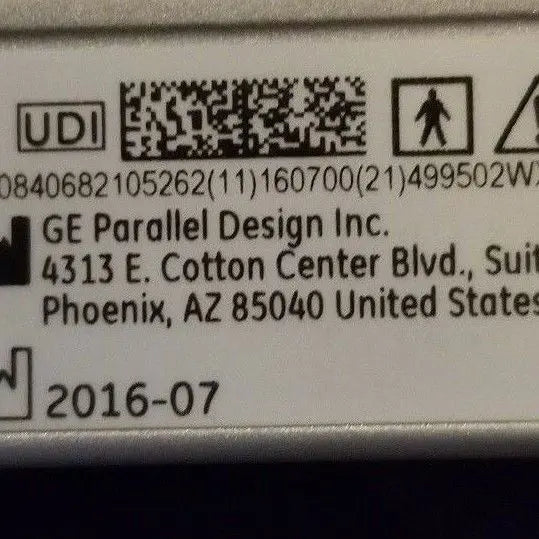 UDI
0840682105262(11)160700(21)499502W
GE Parallel Design Inc.
4313 E. Cotton Center Blvd., Suit
Phoenix, AZ 85040 United States
2016-07